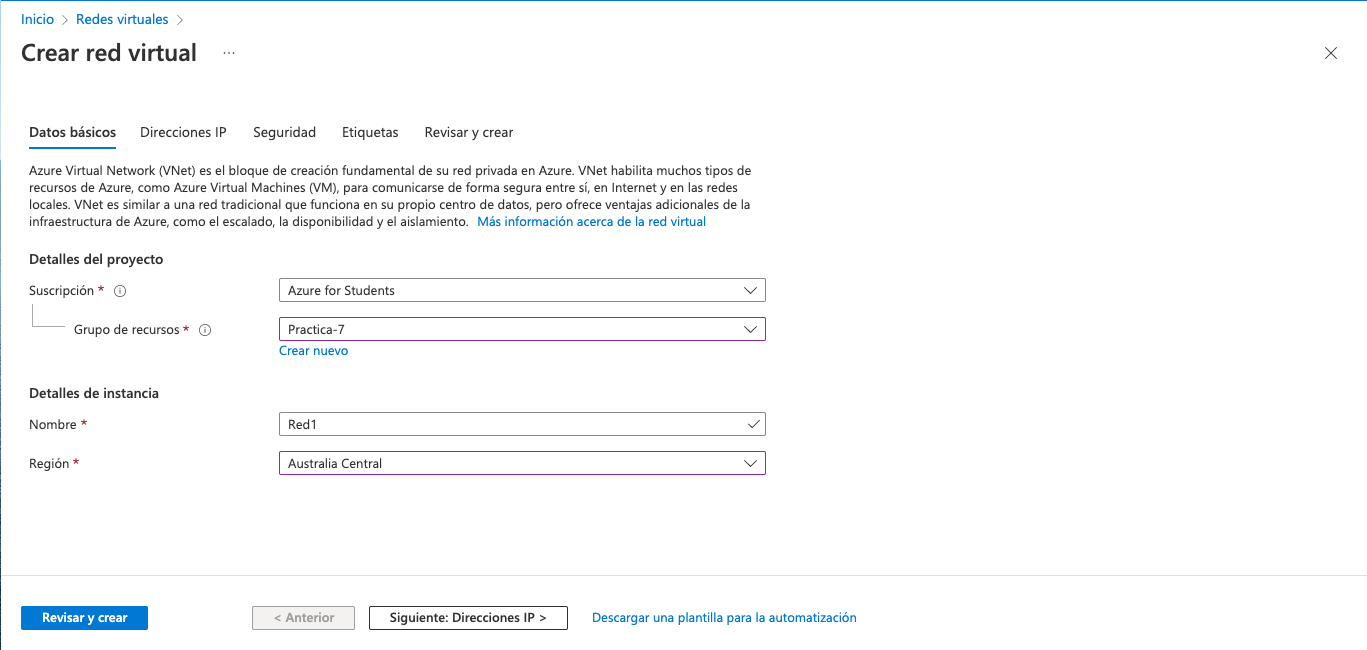 Inicio > Redes virtuales >
Crear red virtual ...
Datos básicos Direcciones IP Seguridad Etiquetas Revisar y crear
Azure Virtual Network (VNet) es el bloque de creación fundamental de su red privada en Azure. VNet habilita muchos tipos de
recursos de Azure, como Azure Virtual Machines (VM), para comunicarse de forma segura entre sí, en Internet y en las redes
locales. VNet es similar a una red tradicional que funciona en su propio centro de datos, pero ofrece ventajas adicionales de la
infraestructura de Azure, como el escalado, la disponibilidad y el aislamiento. Más información acerca de la red virtual
Detalles del proyecto
Suscripción * Azure for Students
Grupo de recursos * Practica-7
Crear nuevo
Detalles de instancia
Nombre * Red1
Región * Australia Central
Revisar y crear < Anterior Siguiente: Direcciones IP > Descargar una plantilla para la automatización